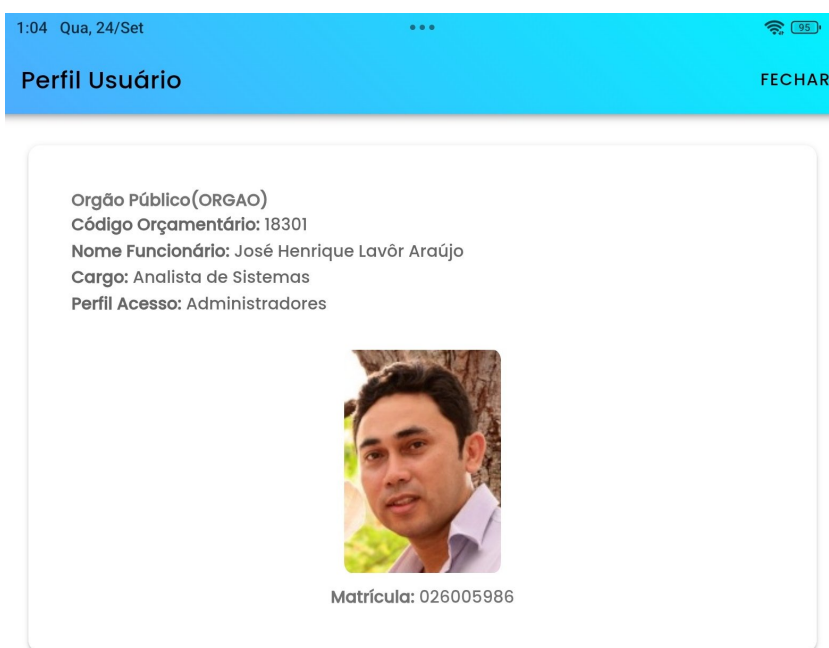 1:04 Qua, 24/Set
95
Perfil Usuário
FECHAR
Orgão Público(ORGAO)
Código Orçamentário: 18301
Nome Funcionário: José Henrique Lavôr Araújo
Cargo: Analista de Sistemas
Perfil Acesso: Administradores
Matrícula: 026005986